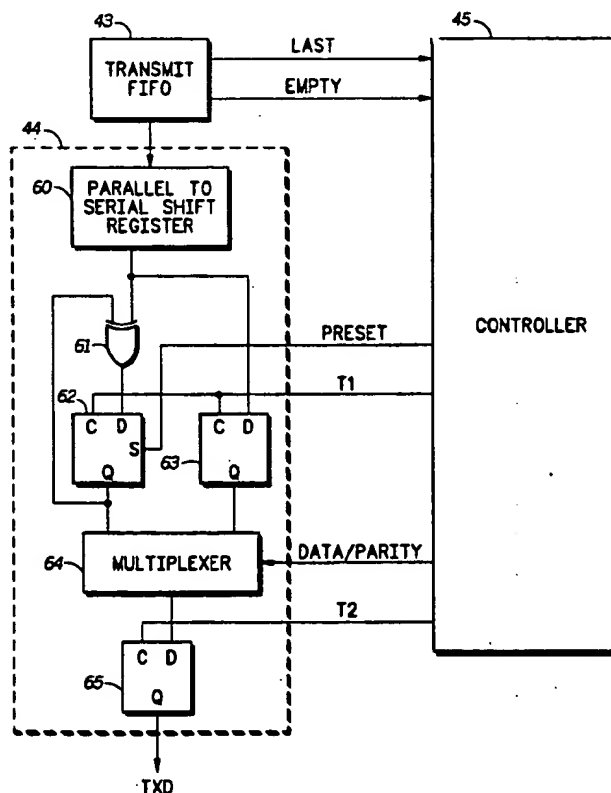 43
45
TRANSMIT
FIFO
LAST
EMPTY
44
60
PARALLEL TO
SERIAL SHIFT
REGISTER
61
PRESET
CONTROLLER
T1
62
C D
S
Q
63
C D
Q
64
MULTIPLEXER
DATA/PARITY
T2
65
C D
Q
TXD